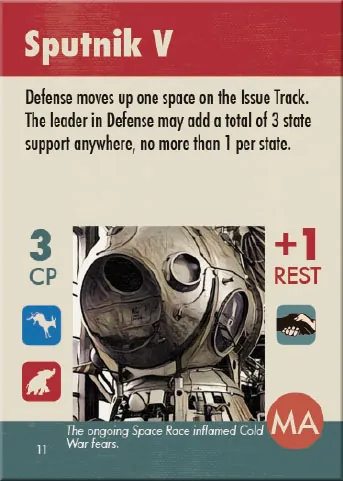 Sputnik V
Defense moves up one space on the Issue Track.
The leader in Defense may add a total of 3 state
support anywhere, no more than 1 per state.
3
CP
+1
REST
MA
The ongoing Space Race inflamed Cold
War fears.
11